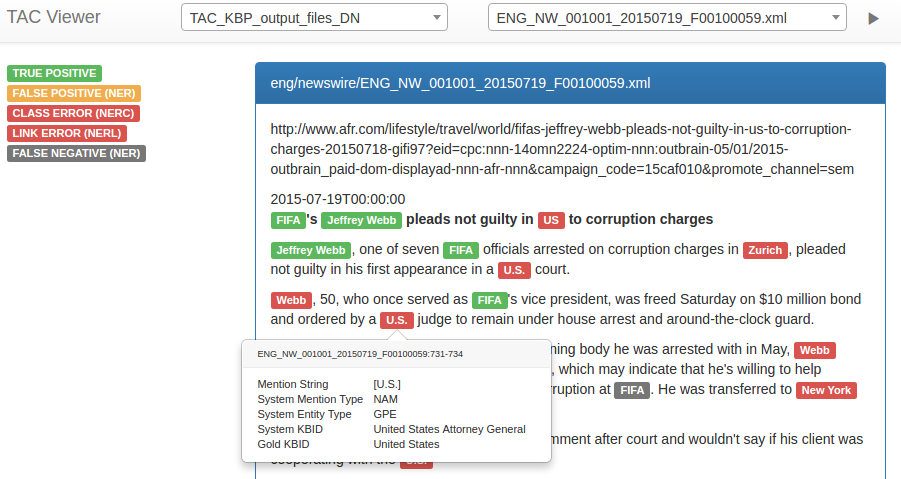 TAC Viewer
TAC_KBP_output_files_DN
ENG_NW_001001_20150719_F00100059.xml
TRUE POSITIVE
FALSE POSITIVE (NER)
CLASS ERROR (NERC)
LINK ERROR (NERL)
FALSE NEGATIVE (NER)
eng/newswire/ENG_NW_001001_20150719_F00100059.xml
http://www.afr.com/lifestyle/travel/world/fifas-jeffrey-webb-pleads-not-guilty-in-us-to-corruption-
charges-20150718-gifi97?eid=cpc:nnn-14omn2224-optim-nnn:outbrain-05/01/2015-
outbrain_paid-dom-displayad-nnn-afr-nnn&campaign_code=15caf010&promote_channel=sem
2015-07-19T00:00:00
FIFA's Jeffrey Webb pleads not guilty in US to corruption charges
Jeffrey Webb, one of seven FIFA officials arrested on corruption charges in Zurich, pleaded
not guilty in his first appearance in a U.S. court.
Webb, 50, who once served as FIFA's vice president, was freed Saturday on $10 million bond
and ordered by a U.S. judge to remain under house arrest and around-the-clock guard.
ning body he was arrested with in May, Webb
, which may indicate that he's willing to help
ruption at FIFA. He was transferred to New York
nment after court and wouldn't say if his client was
ENG_NW_001001_20150719_F00100059:731-734
Mention String [U.S.]
System Mention Type NAM
System Entity Type GPE
System KBID United States Attorney General
Gold KBID United States